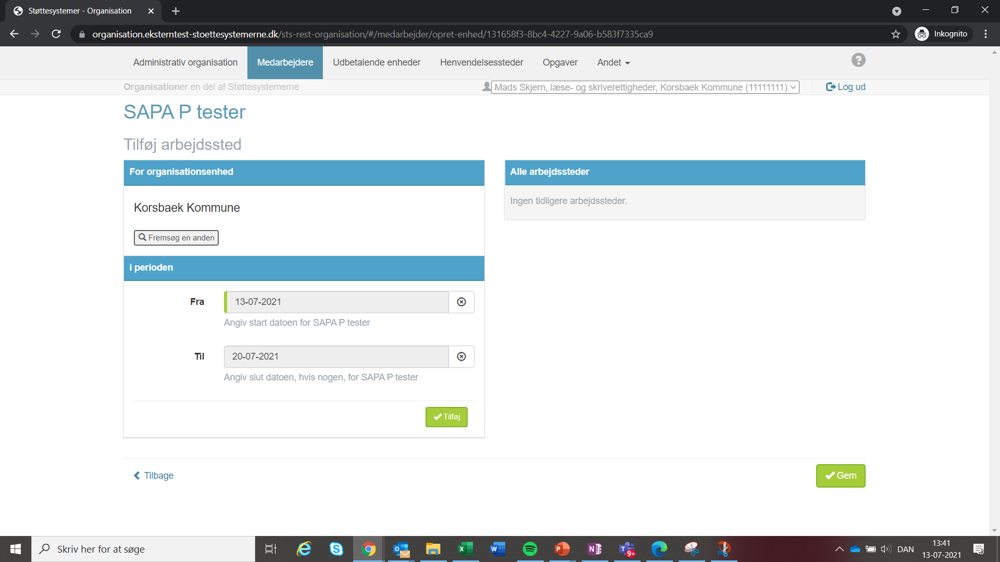 Støttesystemer - Organisation
organisation.eksterntest-stoettesystemerne.dk/sts-rest-organisation/#/medarbejder/opret-enhed/131658f3-8bc4-4227-9a06-b583f7335ca9
Inkognito
Administrativ organisation Medarbejdere Udbetalende enheder Henvendelsessteder Opgaver Andet
Organisationer en del af Støttesystemerne
Mads Skjern, læse- og skriverettigheder, Korsbaek Kommune (11111111)
Log ud
SAPA P tester
Tilføj arbejdssted
For organisationsenhed
Korsbaek Kommune
Fremsøg en anden
i perioden
Fra 13-07-2021
Angiv start datoen for SAPA P tester
Til 20-07-2021
Angiv slut datoen, hvis nogen, for SAPA P tester
Tilføj
Alle arbejdssteder
Ingen tidligere arbejdssteder.
Tilbage
Gem
Skriv her for at søge
9+
DAN
13:41
13-07-2021